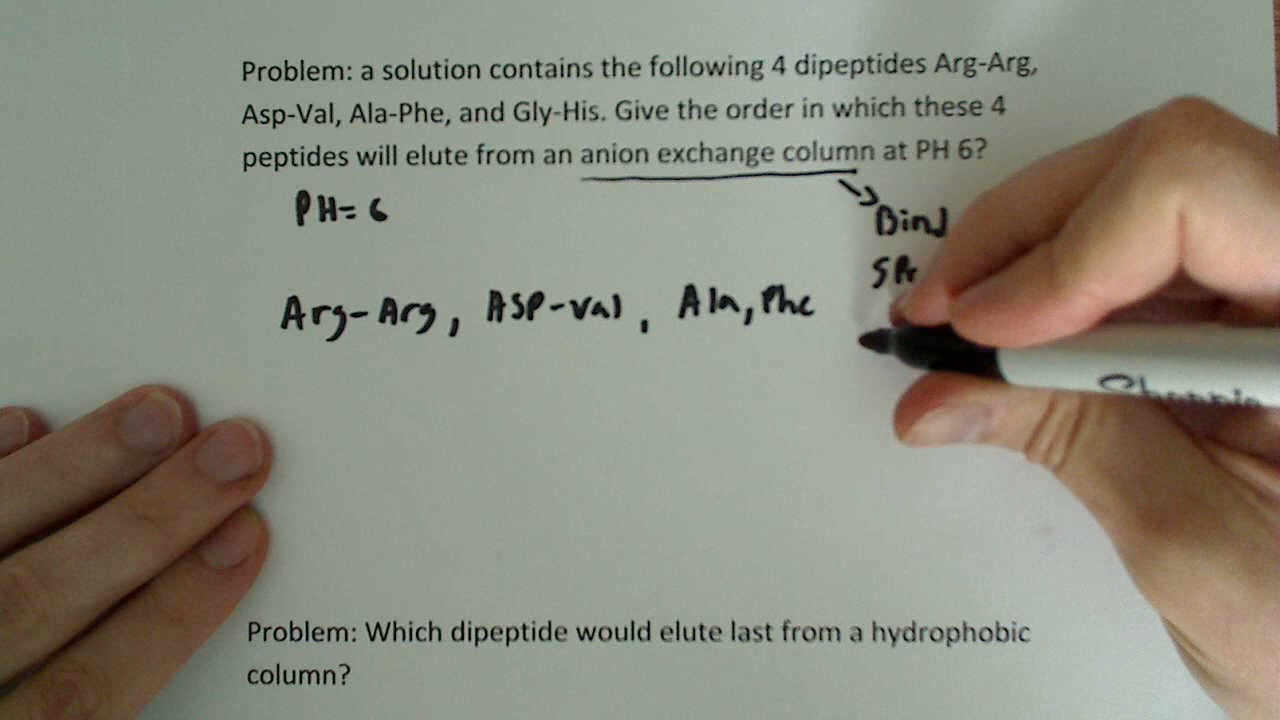 Problem: a solution contains the following 4 dipeptides Arg-Arg,
Asp-Val, Ala-Phe, and Gly-His. Give the order in which these 4
peptides will elute from an anion exchange column at PH 6?
PH= 6
Bind
Arg-Arg, ASP-val, Ala, Phe
Problem: Which dipeptide would elute last from a hydrophobic
column?